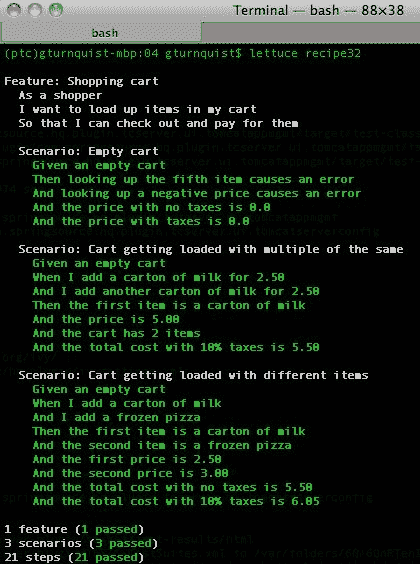 Terminal — bash — 88×38
bash
(ptc)gturnquist-mbp:04 gturnquist$ lettuce recipe32
Feature: Shopping cart
As a shopper
I want to load up items in my cart
So that I can check out and pay for them
Scenario: Empty cart
Given an empty cart
Then looking up the fifth item causes an error
And looking up a negative price causes an error
And the price with no taxes is 0.0
And the price with taxes is 0.0
Scenario: Cart getting loaded with multiple of the same
Given an empty cart
When I add a carton of milk for 2.50
And I add another carton of milk for 2.50
Then the first item is a carton of milk
And the price is 5.00
And the cart has 2 items
And the total cost with 10% taxes is 5.50
Scenario: Cart getting loaded with different items
Given an empty cart
When I add a carton of milk
And I add a frozen pizza
Then the first item is a carton of milk
And the second item is a frozen pizza
And the first price is 2.50
And the second price is 3.00
And the total cost with no taxes is 5.50
And the total cost with 10% taxes is 6.05
1 feature (1 passed)
3 scenarios (3 passed)
21 steps (21 passed)